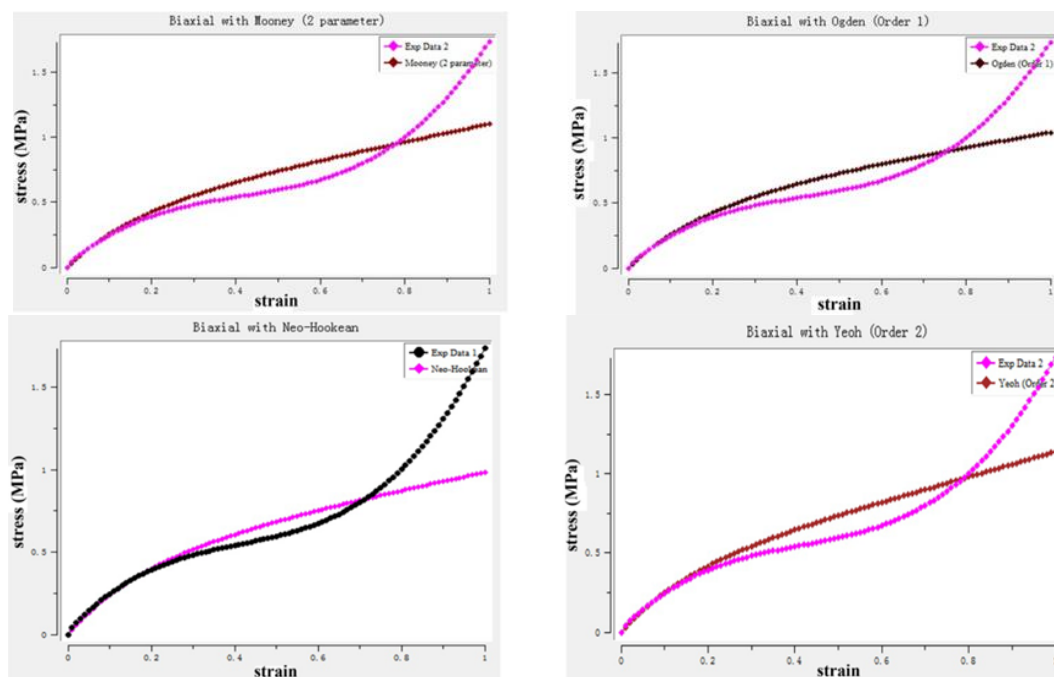 Biaxial with Mooney (2 parameter)
Exp Data 2
Mooney (2 parameter)
stress (MPa)
1.5
1
0.5
0
0 0.2 0.4 0.6 0.8 1
strain
Biaxial with Ogden (Order 1)
Exp Data 2
Ogden (Order 1)
stress (MPa)
1.5
1
0.5
0
0 0.2 0.4 0.6 0.8 1
strain
Biaxial with Neo-Hookean
Exp Data 1
Neo-Hookean
stress (MPa)
1.5
1
0.5
0
0 0.2 0.4 0.6 0.8 1
strain
Biaxial with Yeoh (Order 2)
Exp Data 2
Yeoh (Order 2
stress (MPa)
1.5
1
0.5
0
0 0.2 0.4 0.6 0.8
strain